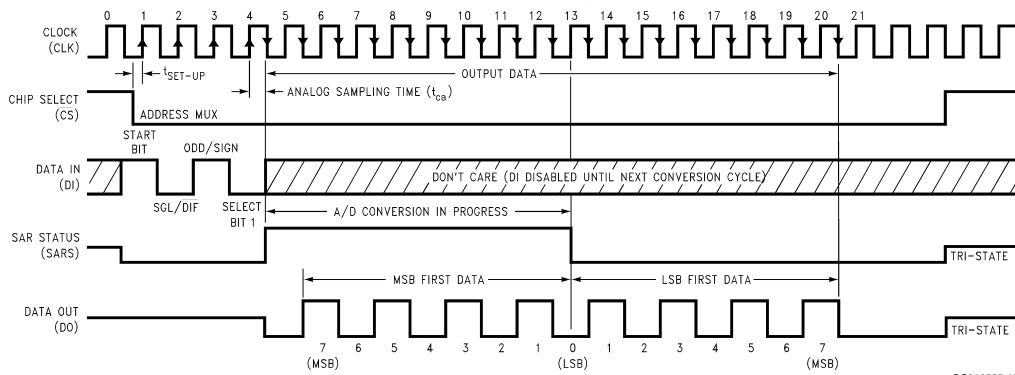 0 1 2 3 4 5 6 7 8 9 10 11 12 13 14 15 16 17 18 19 20 21
CLOCK
(CLK)
tSET-UP
OUTPUT DATA
ANALOG SAMPLING TIME (tca)
CHIP SELECT
(CS)
ADDRESS MUX
START
BIT
ODD/SIGN
DATA IN
(DI)
DON'T CARE (DI DISABLED UNTIL NEXT CONVERSION CYCLE)
SGL/DIF
SELECT
BIT 1
A/D CONVERSION IN PROGRESS
SAR STATUS
(SARS)
TRI-STATE
MSB FIRST DATA
LSB FIRST DATA
DATA OUT
(DO)
TRI-STATE
7 6 5 4 3 2 1 0 1 2 3 4 5 6 7
(MSB) (LSB) (MSB)